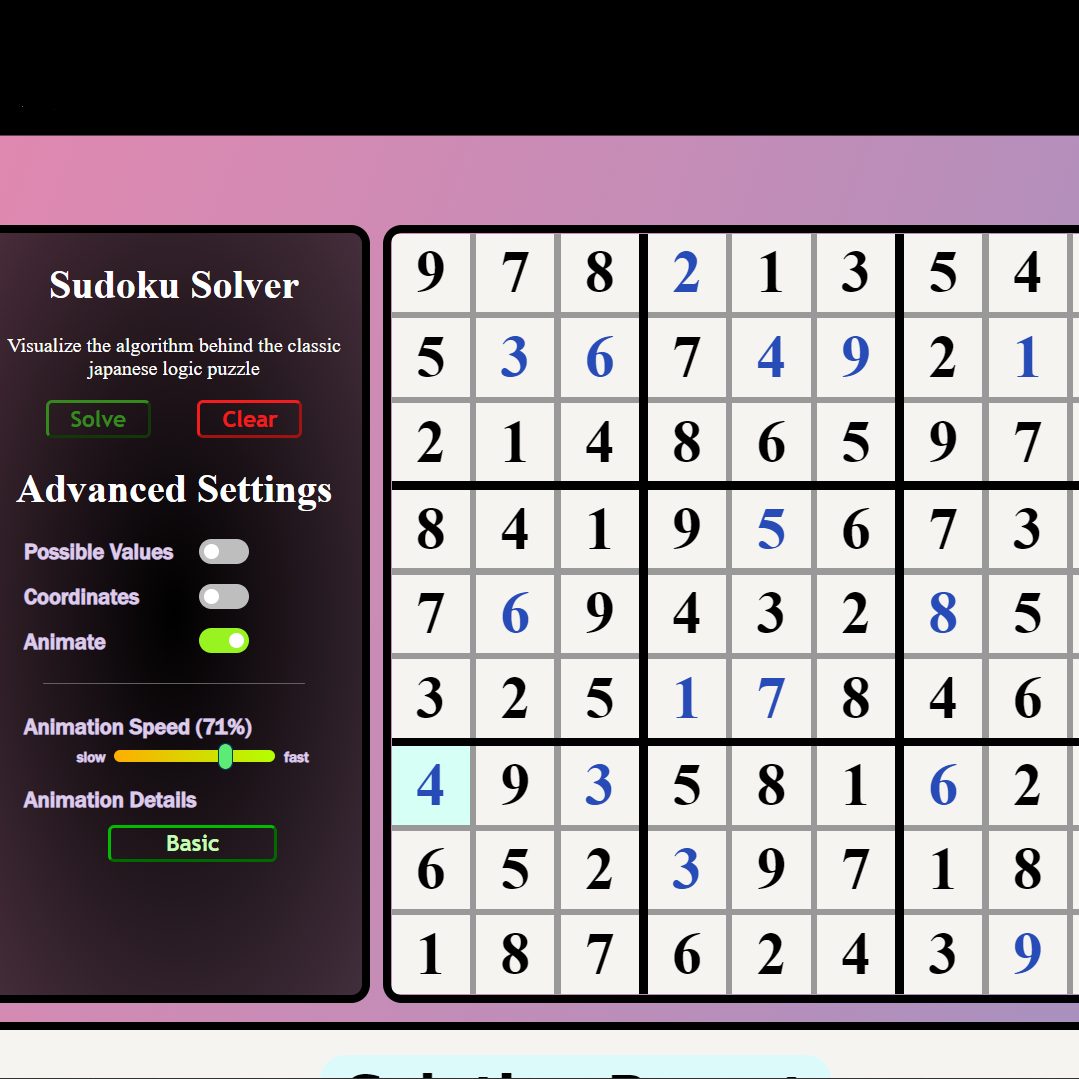 Sudoku Solver
Visualize the algorithm behind the classic
japanese logic puzzle
Solve Clear
Advanced Settings
Possible Values
Coordinates
Animate
Animation Speed (71%)
slow fast
Animation Details
Basic
9 7 8 2 1 3 5 4
5 3 6 7 4 9 2 1
2 1 4 8 6 5 9 7
8 4 1 9 5 6 7 3
7 6 9 4 3 2 8 5
3 2 5 1 7 8 4 6
4 9 3 5 8 1 6 2
6 5 2 3 9 7 1 8
1 8 7 6 2 4 3 9